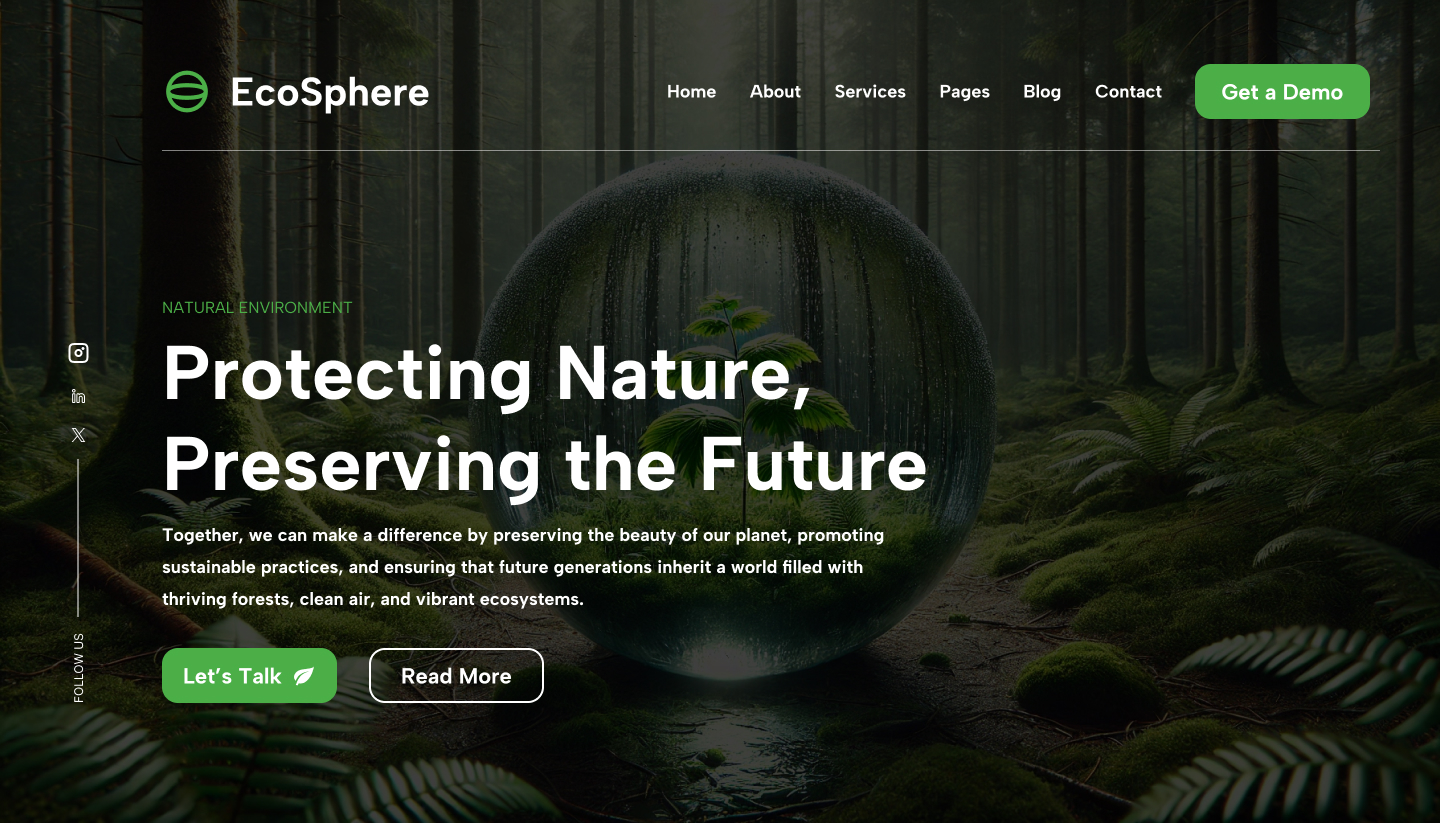 EcoSphere
Home About Services Pages Blog Contact Get a Demo
NATURAL ENVIRONMENT
Protecting Nature,
Preserving the Future
Together, we can make a difference by preserving the beauty of our planet, promoting
sustainable practices, and ensuring that future generations inherit a world filled with
thriving forests, clean air, and vibrant ecosystems.
Let’s Talk
Read More
in
X
FOLLOW US